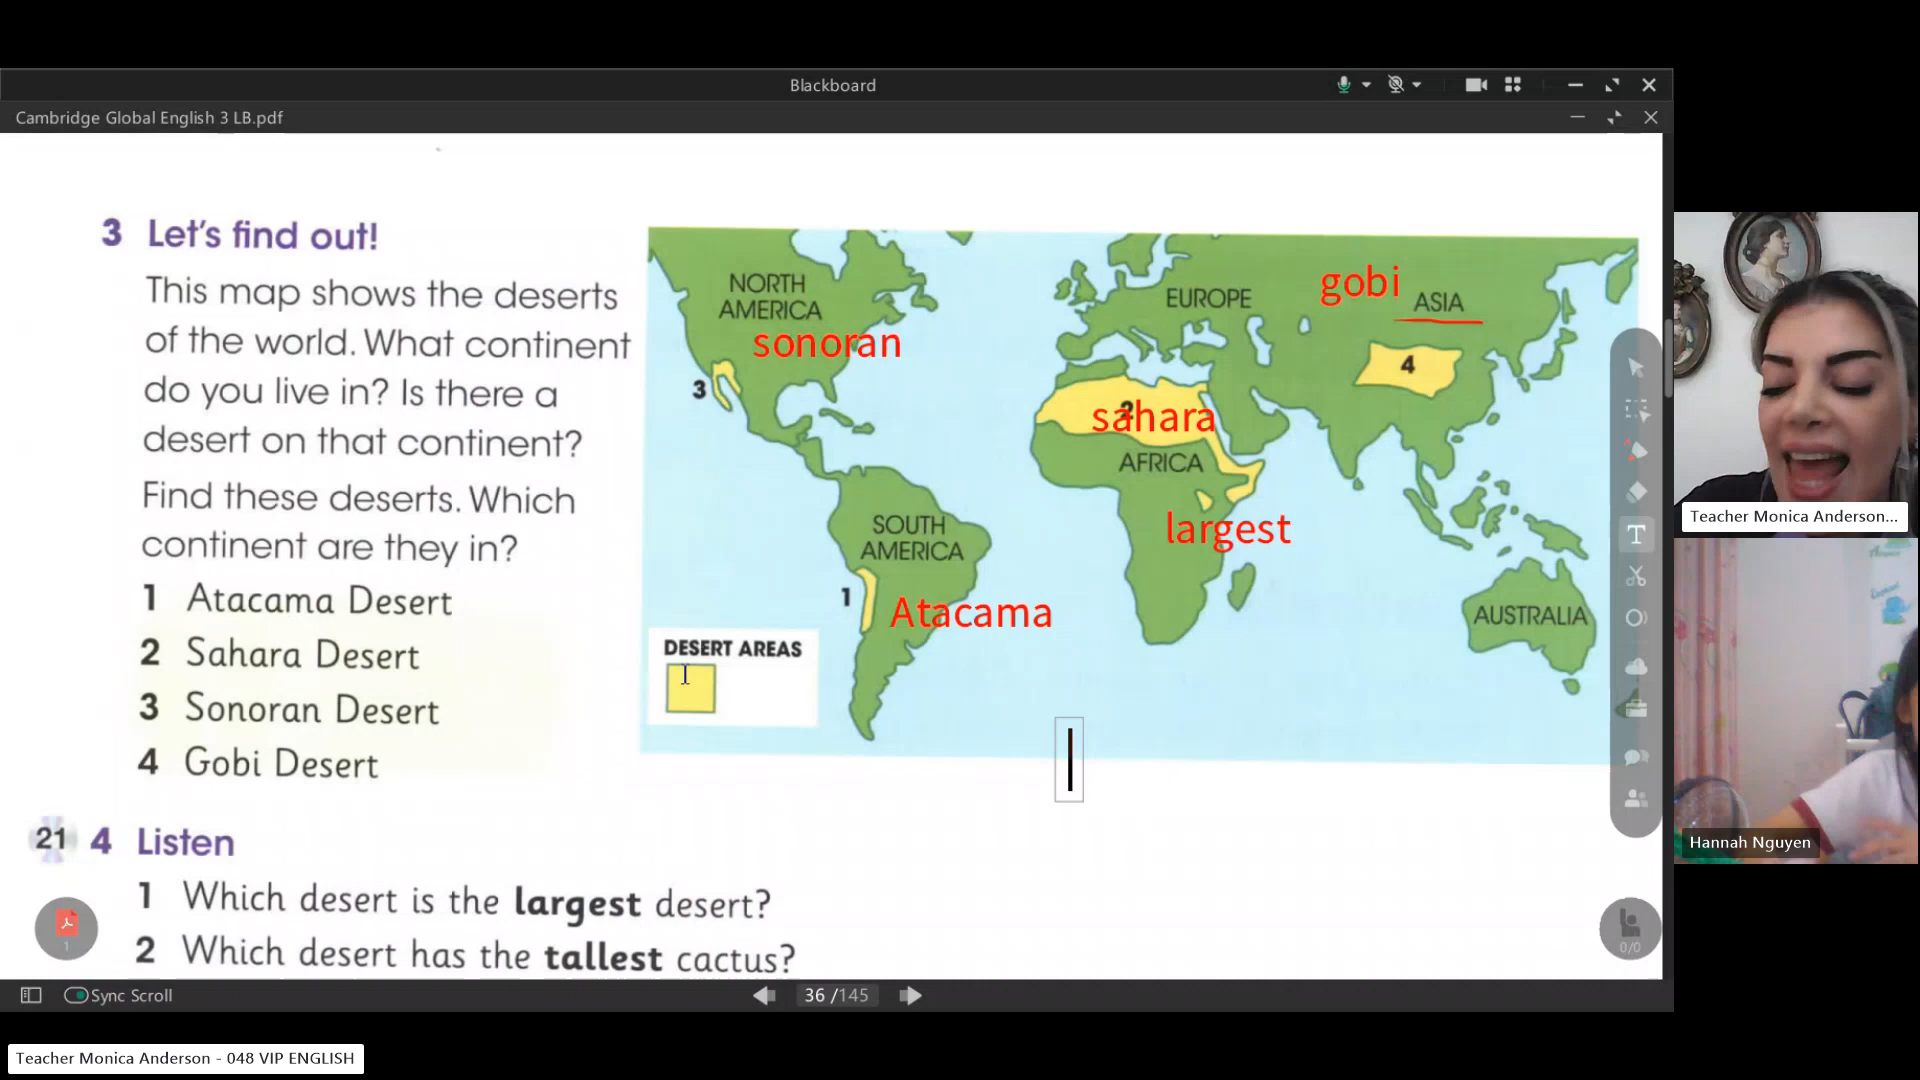 Blackboard
Cambridge Global English 3 LB.pdf
3 Let's find out!
This map shows the deserts
of the world. What continent
do you live in? Is there a
desert on that continent?
Find these deserts. Which
continent are they in?
1 Atacama Desert
2 Sahara Desert
3 Sonoran Desert
4 Gobi Desert
NORTH
AMERICA
sonoran
3
EUROPE
gobi
ASIA
4
2
sahara
AFRICA
largest
SOUTH
AMERICA
1
Atacama
AUSTRALIA
DESERT AREAS
21 4 Listen
1 Which desert is the largest desert?
2 Which desert has the tallest cactus?
1
T
0/0
Sync Scroll
36 /145
Teacher Monica Anderson...
Hannah Nguyen
Teacher Monica Anderson - 048 VIP ENGLISH